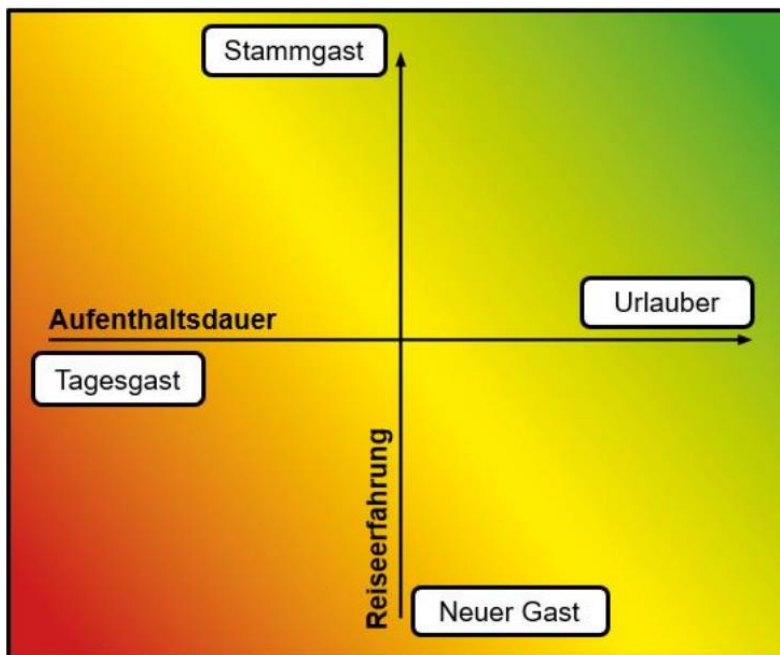 Stammgast
Urlauber
Aufenthaltsdauer
Tagesgast
Reiseerfahrung
Neuer Gast